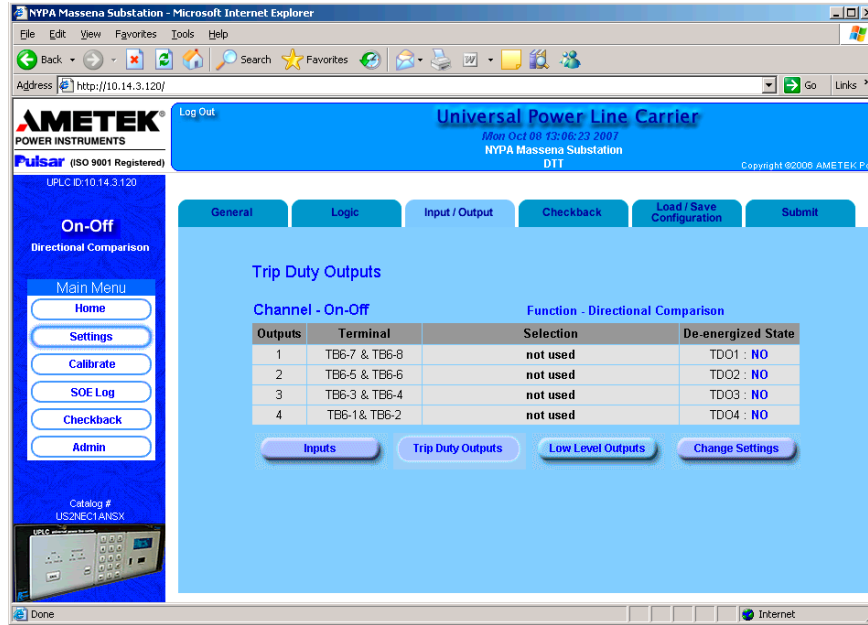 NYPA Massena Substation - Microsoft Internet Explorer
File Edit View Favorites Tools Help
Back Search Favorites
Address http://10.14.3.120/ Go Links
AMETEK®
POWER INSTRUMENTS
Pulsar (ISO 9001 Registered)
Log Out
Universal Power Line Carrier
Mon Oct 08 13:06:23 2007
NYPA Massena Substation
DTT
Copyright ©2006 AMETEK
UPLC ID:10.14.3.120
On-Off
Directional Comparison
Main Menu
Home
Settings
Calibrate
SOE Log
Checkback
Admin
Catalog #
US2NEC1ANSX
UPLC
General Logic Input / Output Checkback Load / Save Configuration Submit
Trip Duty Outputs
Channel - On-Off Function - Directional Comparison
Outputs Terminal Selection De-energized State
1 TB6-7 & TB6-8 not used TDO1 : NO
2 TB6-5 & TB6-6 not used TDO2 : NO
3 TB6-3 & TB6-4 not used TDO3 : NO
4 TB6-1& TB6-2 not used TDO4 : NO
Inputs Trip Duty Outputs Low Level Outputs Change Settings
Done Internet